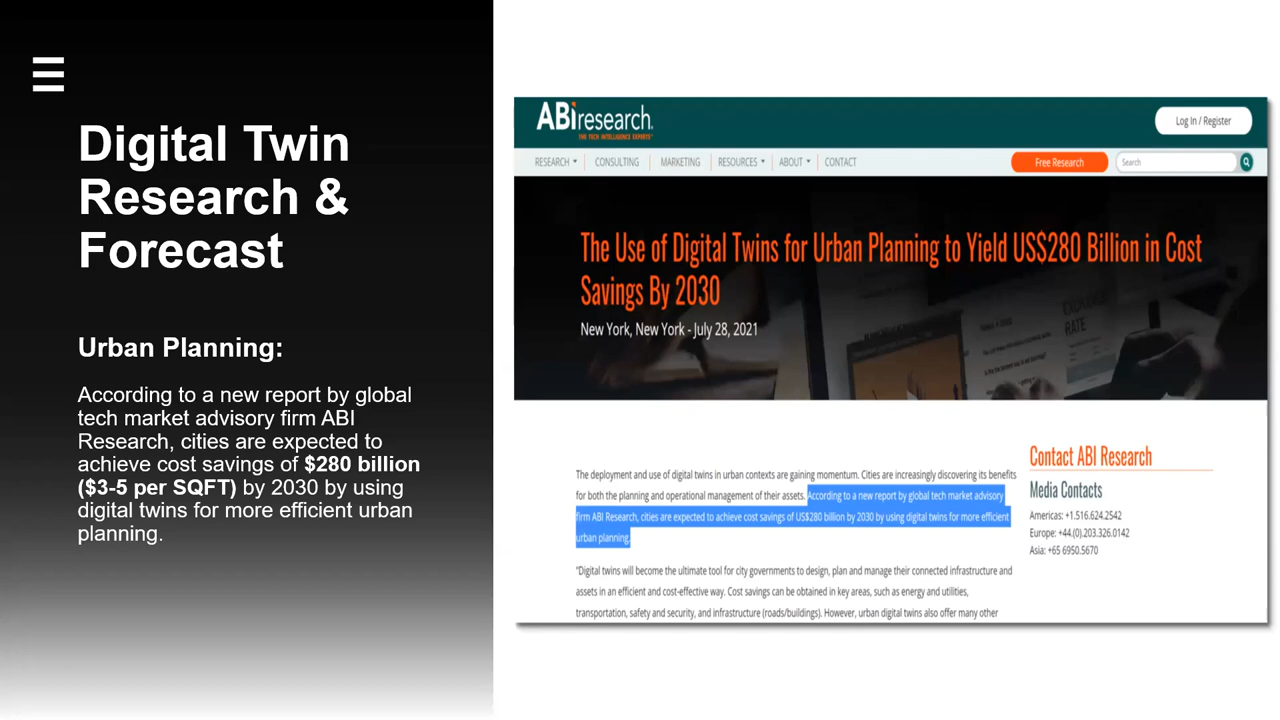 Digital Twin
Research &
Forecast
Urban Planning:
According to a new report by global
tech market advisory firm ABI
Research, cities are expected to
achieve cost savings of $280 billion
($3-5 per SQFT) by 2030 by using
digital twins for more efficient urban
planning.
ABiresearch.
THE TECH INTELLIGENCE EXPERTS
Log In / Register
RESEARCH CONSULTING MARKETING RESOURCES ABOUT CONTACT
Free Research
Search
The Use of Digital Twins for Urban Planning to Yield US$280 Billion in Cost
Savings By 2030
New York, New York - July 28, 2021
EXCHANGE
RATE
The deployment and use of digital twins in urban contexts are gaining momentum. Cities are increasingly discovering its benefits
for both the planning and operational management of their assets. According to a new report by global tech market advisory
firm ABI Research, cities are expected to achieve cost savings of US$280 billion by 2030 by using digital twins for more efficient
urban planning.
"Digital twins will become the ultimate tool for city governments to design, plan and manage their connected infrastructure and
assets in an efficient and cost-effective way. Cost savings can be obtained in key areas, such as energy and utilities,
transportation, safety and security, and infrastructure (roads/buildings). However, urban digital twins also offer many other
Contact ABI Research
Media Contacts
Americas: +1.516.624.2542
Europe: +44.(0).203.326.0142
Asia: +65 6950.5670